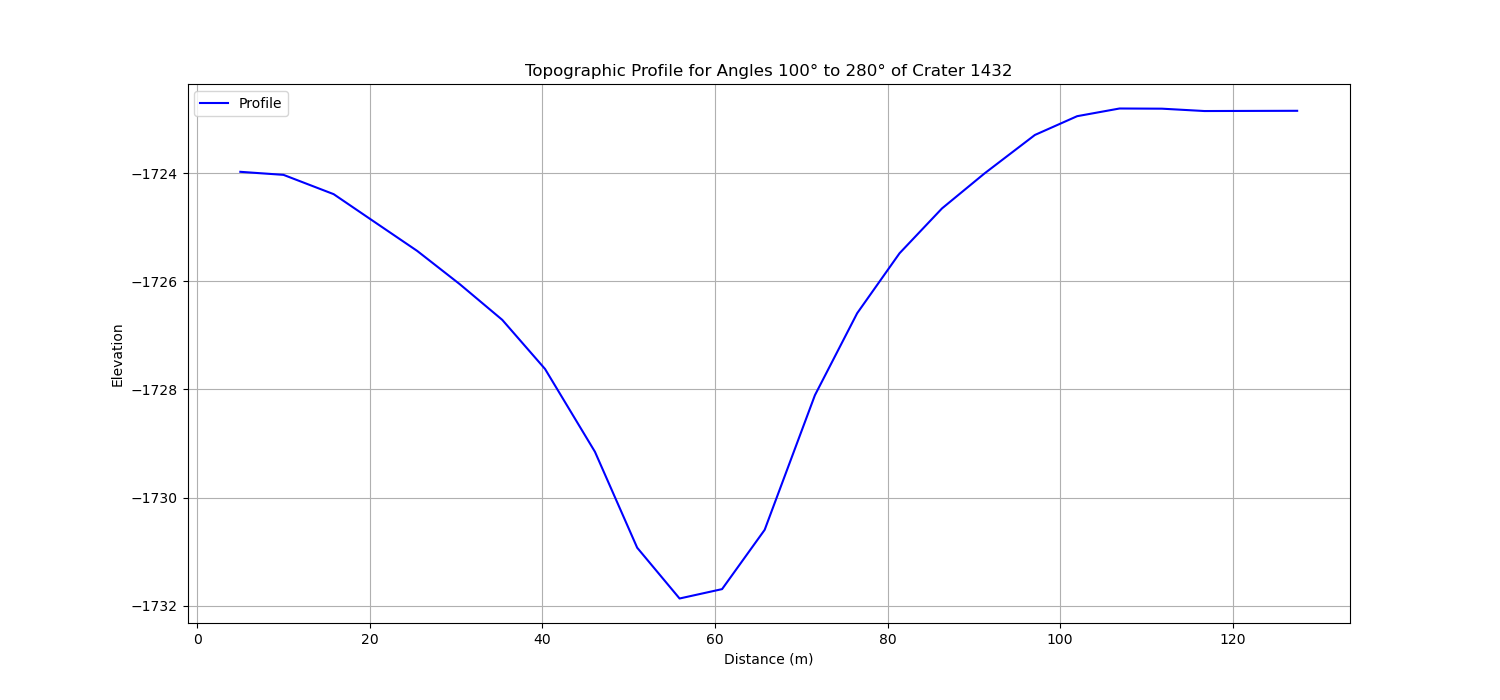 Topographic Profile for Angles 100° to 280° of Crater 1432
Profile
Elevation
−1724
−1726
−1728
−1730
−1732
0 20 40 60 80 100 120
Distance (m)